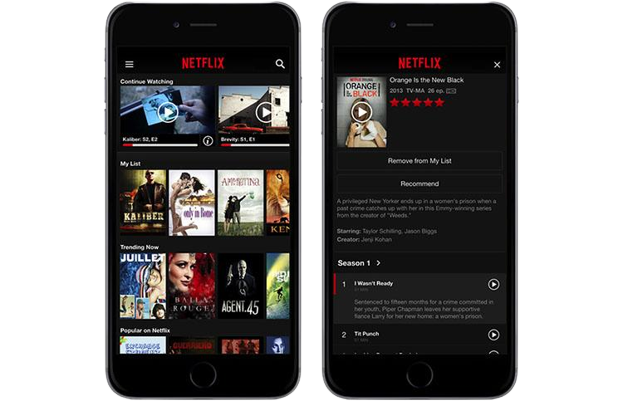 NETFLIX
Continue Watching
Kaliber: S2, E2
Brevity: S1, E1
My List
KALIBER
only in home
AMMETINO
KEN
Trending Now
JUILLET
BAILA
ROUGE
AGENT.45
Popular on Netflix
NETFLIX
ORANGE
IS THE NEW
BLACK
Orange Is the New Black
2013 TV-MA 26 ep. HD
Remove from My List
Recommend
A privileged New Yorker ends up in a women's prison when a
past crime catches up with her in this Emmy-winning series
from the creator of "Weeds."
Starring: Taylor Schilling, Jason Biggs
Creator: Jenji Kohan
Season 1
1 I Wasn't Ready
Sentenced to fifteen months for a crime committed in
her youth, Piper Chapman leaves her supportive
fiance Larry for her new home: a women's prison.
2 Tit Punch